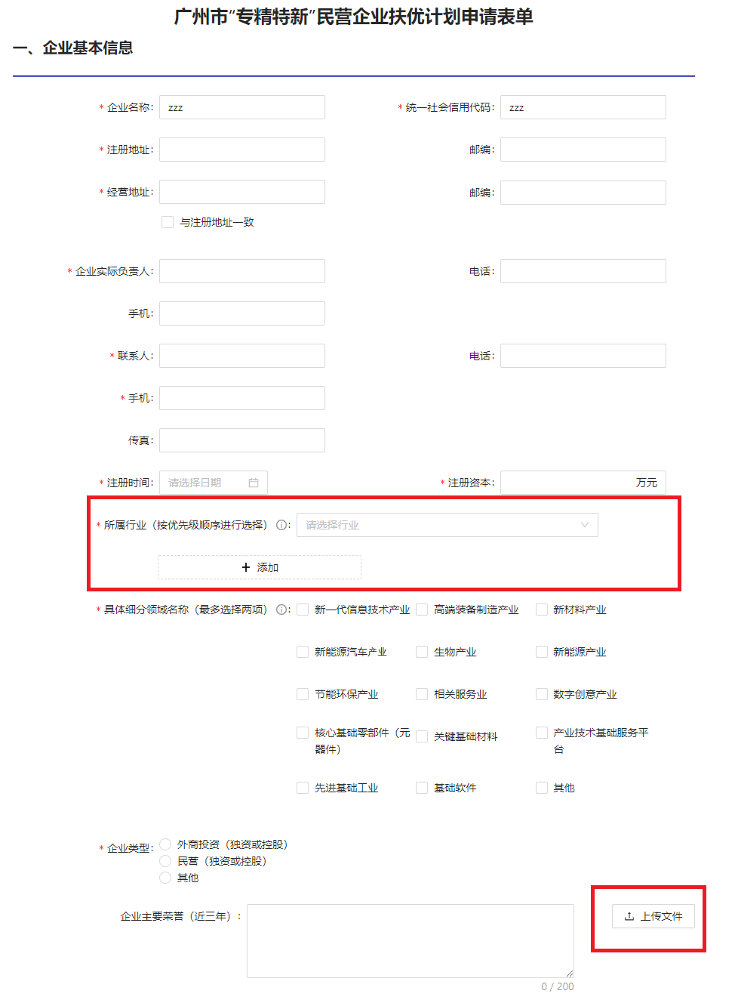 广州市“专精特新”民营企业扶优计划申请表单
一、企业基本信息
* 企业名称: zzz * 统一社会信用代码: zzz
* 注册地址: 邮编:
* 经营地址: 邮编:
与注册地址一致
* 企业实际负责人: 电话:
手机:
* 联系人: 电话:
* 手机:
传真:
* 注册时间: 请选择日期 * 注册资本: 万元
* 所属行业（按优先级顺序进行选择）: 请选择行业
+ 添加
* 具体细分领域名称（最多选择两项）: 新一代信息技术产业 高端装备制造产业 新材料产业
新能源汽车产业 生物产业 新能源产业
节能环保产业 相关服务业 数字创意产业
核心基础零部件（元器件） 关键基础材料 产业技术基础服务平台
先进基础工业 基础软件 其他
* 企业类型: 外商投资（独资或控股）
民营（独资或控股）
其他
企业主要荣誉（近三年）: 上传文件
0 / 200